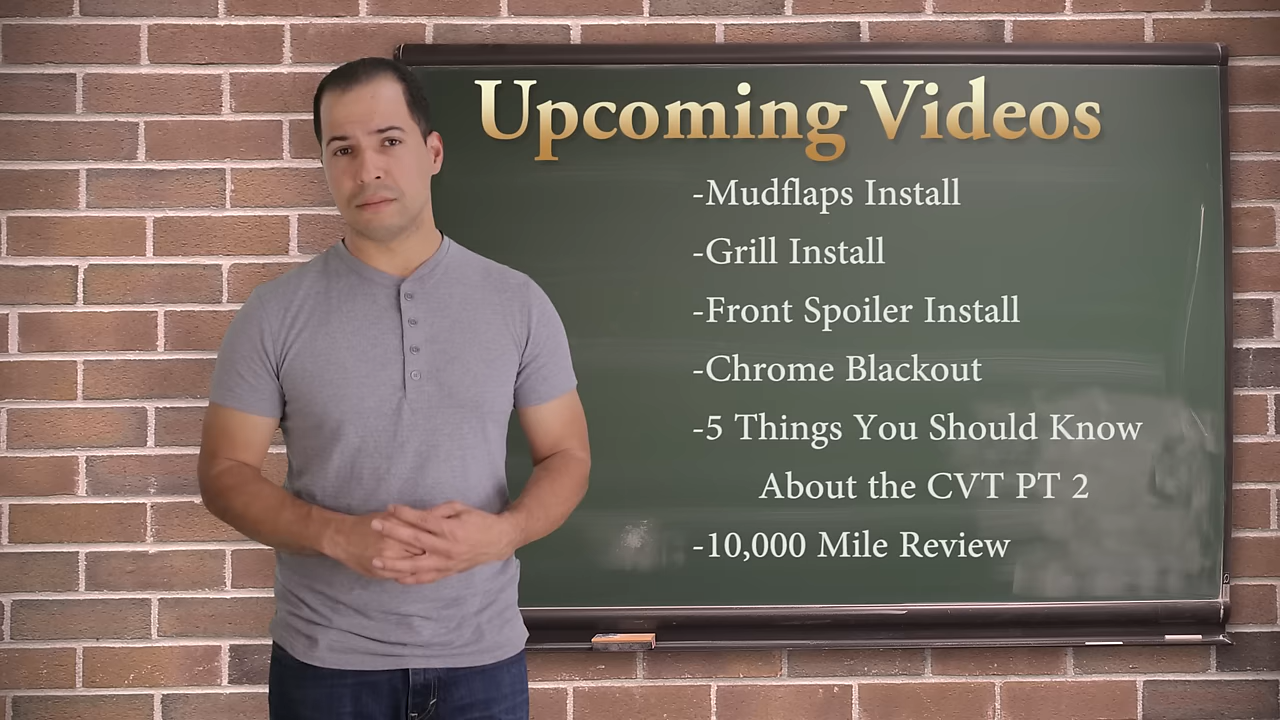 Upcoming Videos
-Mudflaps Install
-Grill Install
-Front Spoiler Install
-Chrome Blackout
-5 Things You Should Know
About the CVT PT 2
-10,000 Mile Review